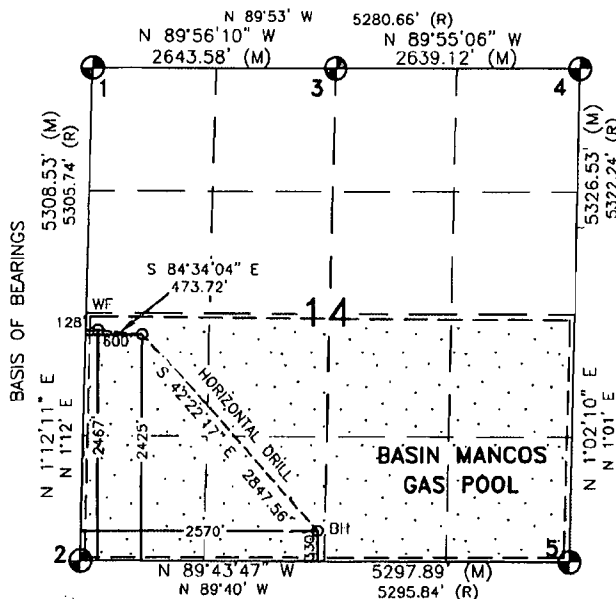 N 89°53' W 5280.66' (R)
N 89°56'10" W
2643.58' (M)
N 89°55'06" W
2639.12' (M)
1
3
4
5308.53' (M)
5305.74' (R)
5326.53' (M)
5322.24' (R)
BASIS OF BEARINGS
S 84°34'04" E
473.72'
14
128'
600'
HORIZONTAL DRILL
S 42°22'17" E 2847.56'
N 1°12'11" E
N 1°12' E
2467'
2425'
BASIN MANCOS
GAS POOL
N 1°02'10" E
N 1°01' E
2570'
BH
330'
2
5
N 89°43'47" W
N 89°40' W
5297.89' (M)
5295.84' (R)